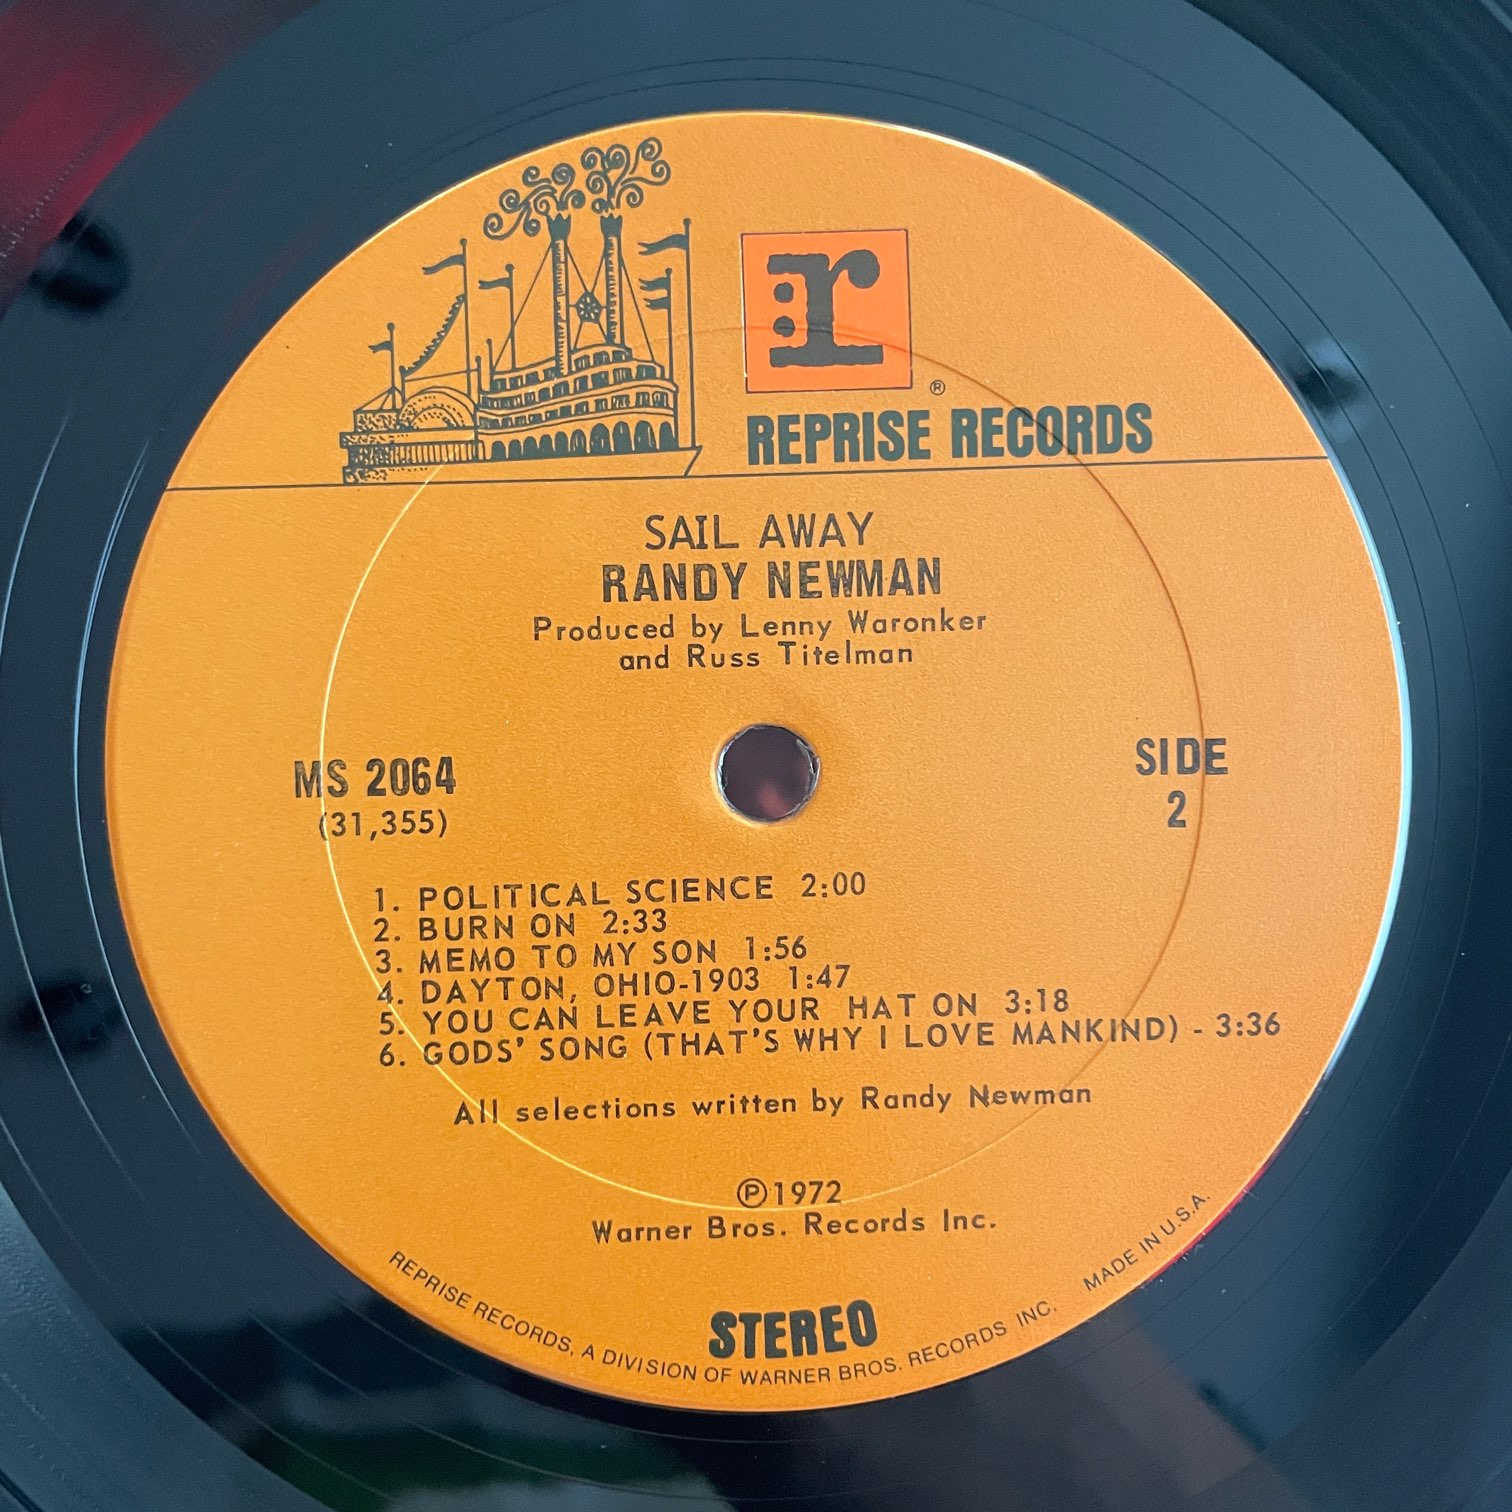 r:
®
REPRISE RECORDS
SAIL AWAY
RANDY NEWMAN
Produced by Lenny Waronker
and Russ Titelman
MS 2064
(31,355)
SIDE
2
1. POLITICAL SCIENCE 2:00
2. BURN ON 2:33
3. MEMO TO MY SON 1:56
4. DAYTON, OHIO-1903 1:47
5. YOU CAN LEAVE YOUR HAT ON 3:18
6. GODS' SONG (THAT'S WHY I LOVE MANKIND) - 3:36
All selections written by Randy Newman
℗1972
Warner Bros. Records Inc.
STEREO
REPRISE RECORDS, A DIVISION OF WARNER BROS. RECORDS INC. MADE IN U.S.A.